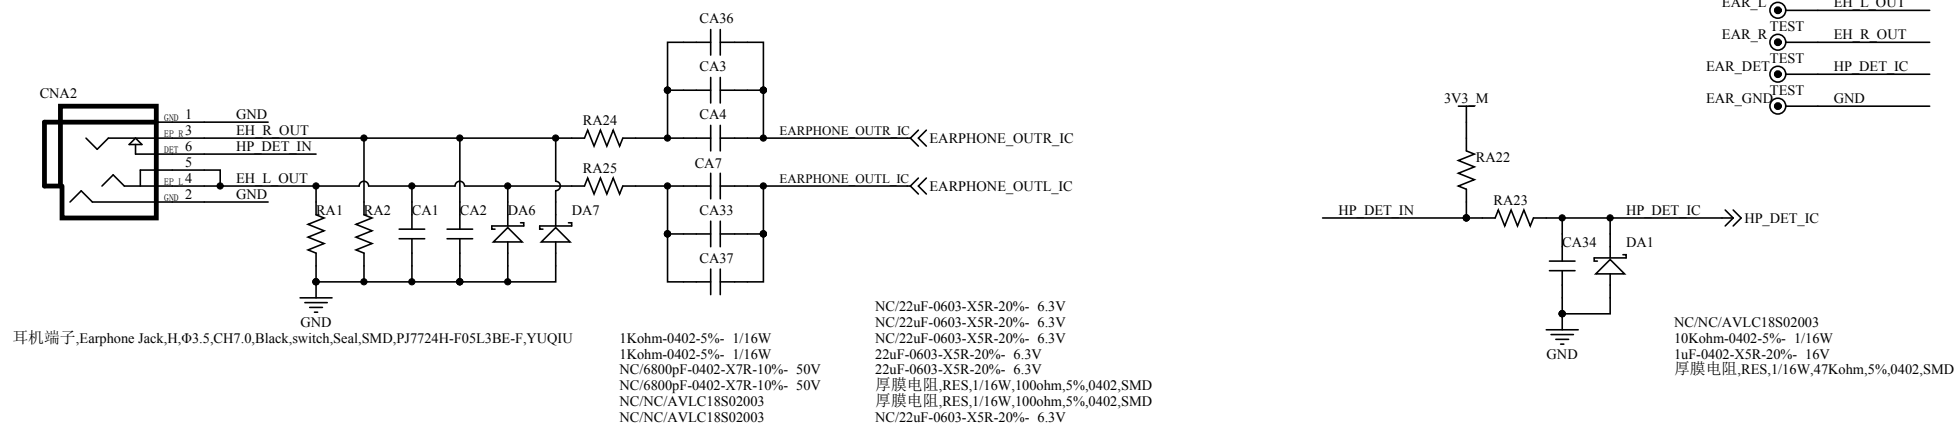 CA36
CA3
CA4
CNA2
GND 1 GND
EP_R 3 EH_R_OUT
DET 6 HP_DET_IN
5
EP_L 4 EH_L_OUT
GND 2 GND
RA24
EARPHONE_OUTR_IC
EARPHONE_OUTR_IC
RA25
CA7
EARPHONE_OUTL_IC
EARPHONE_OUTL_IC
RA1
RA2
CA1
CA2
DA6
DA7
CA33
CA37
GND
耳机端子,Earphone Jack,H,Φ3.5,CH7.0,Black,switch,Seal,SMD,PJ7724H-F05L3BE-F,YUQIU
1Kohm-0402-5%- 1/16W
1Kohm-0402-5%- 1/16W
NC/6800pF-0402-X7R-10%- 50V
NC/6800pF-0402-X7R-10%- 50V
NC/NC/AVLC18S02003
NC/NC/AVLC18S02003
NC/22uF-0603-X5R-20%- 6.3V
NC/22uF-0603-X5R-20%- 6.3V
NC/22uF-0603-X5R-20%- 6.3V
22uF-0603-X5R-20%- 6.3V
22uF-0603-X5R-20%- 6.3V
厚膜电阻,RES,1/16W,100ohm,5%,0402,SMD
厚膜电阻,RES,1/16W,100ohm,5%,0402,SMD
NC/22uF-0603-X5R-20%- 6.3V
EAR_L EH_L_OUT
TEST
EAR_R EH_R_OUT
TEST
EAR_DET HP_DET_IC
TEST
EAR_GND GND
3V3_M
RA22
HP_DET_IN
RA23
HP_DET_IC
HP_DET_IC
CA34
DA1
GND
NC/NC/AVLC18S02003
10Kohm-0402-5%- 1/16W
1uF-0402-X5R-20%- 16V
厚膜电阻,RES,1/16W,47Kohm,5%,0402,SMD